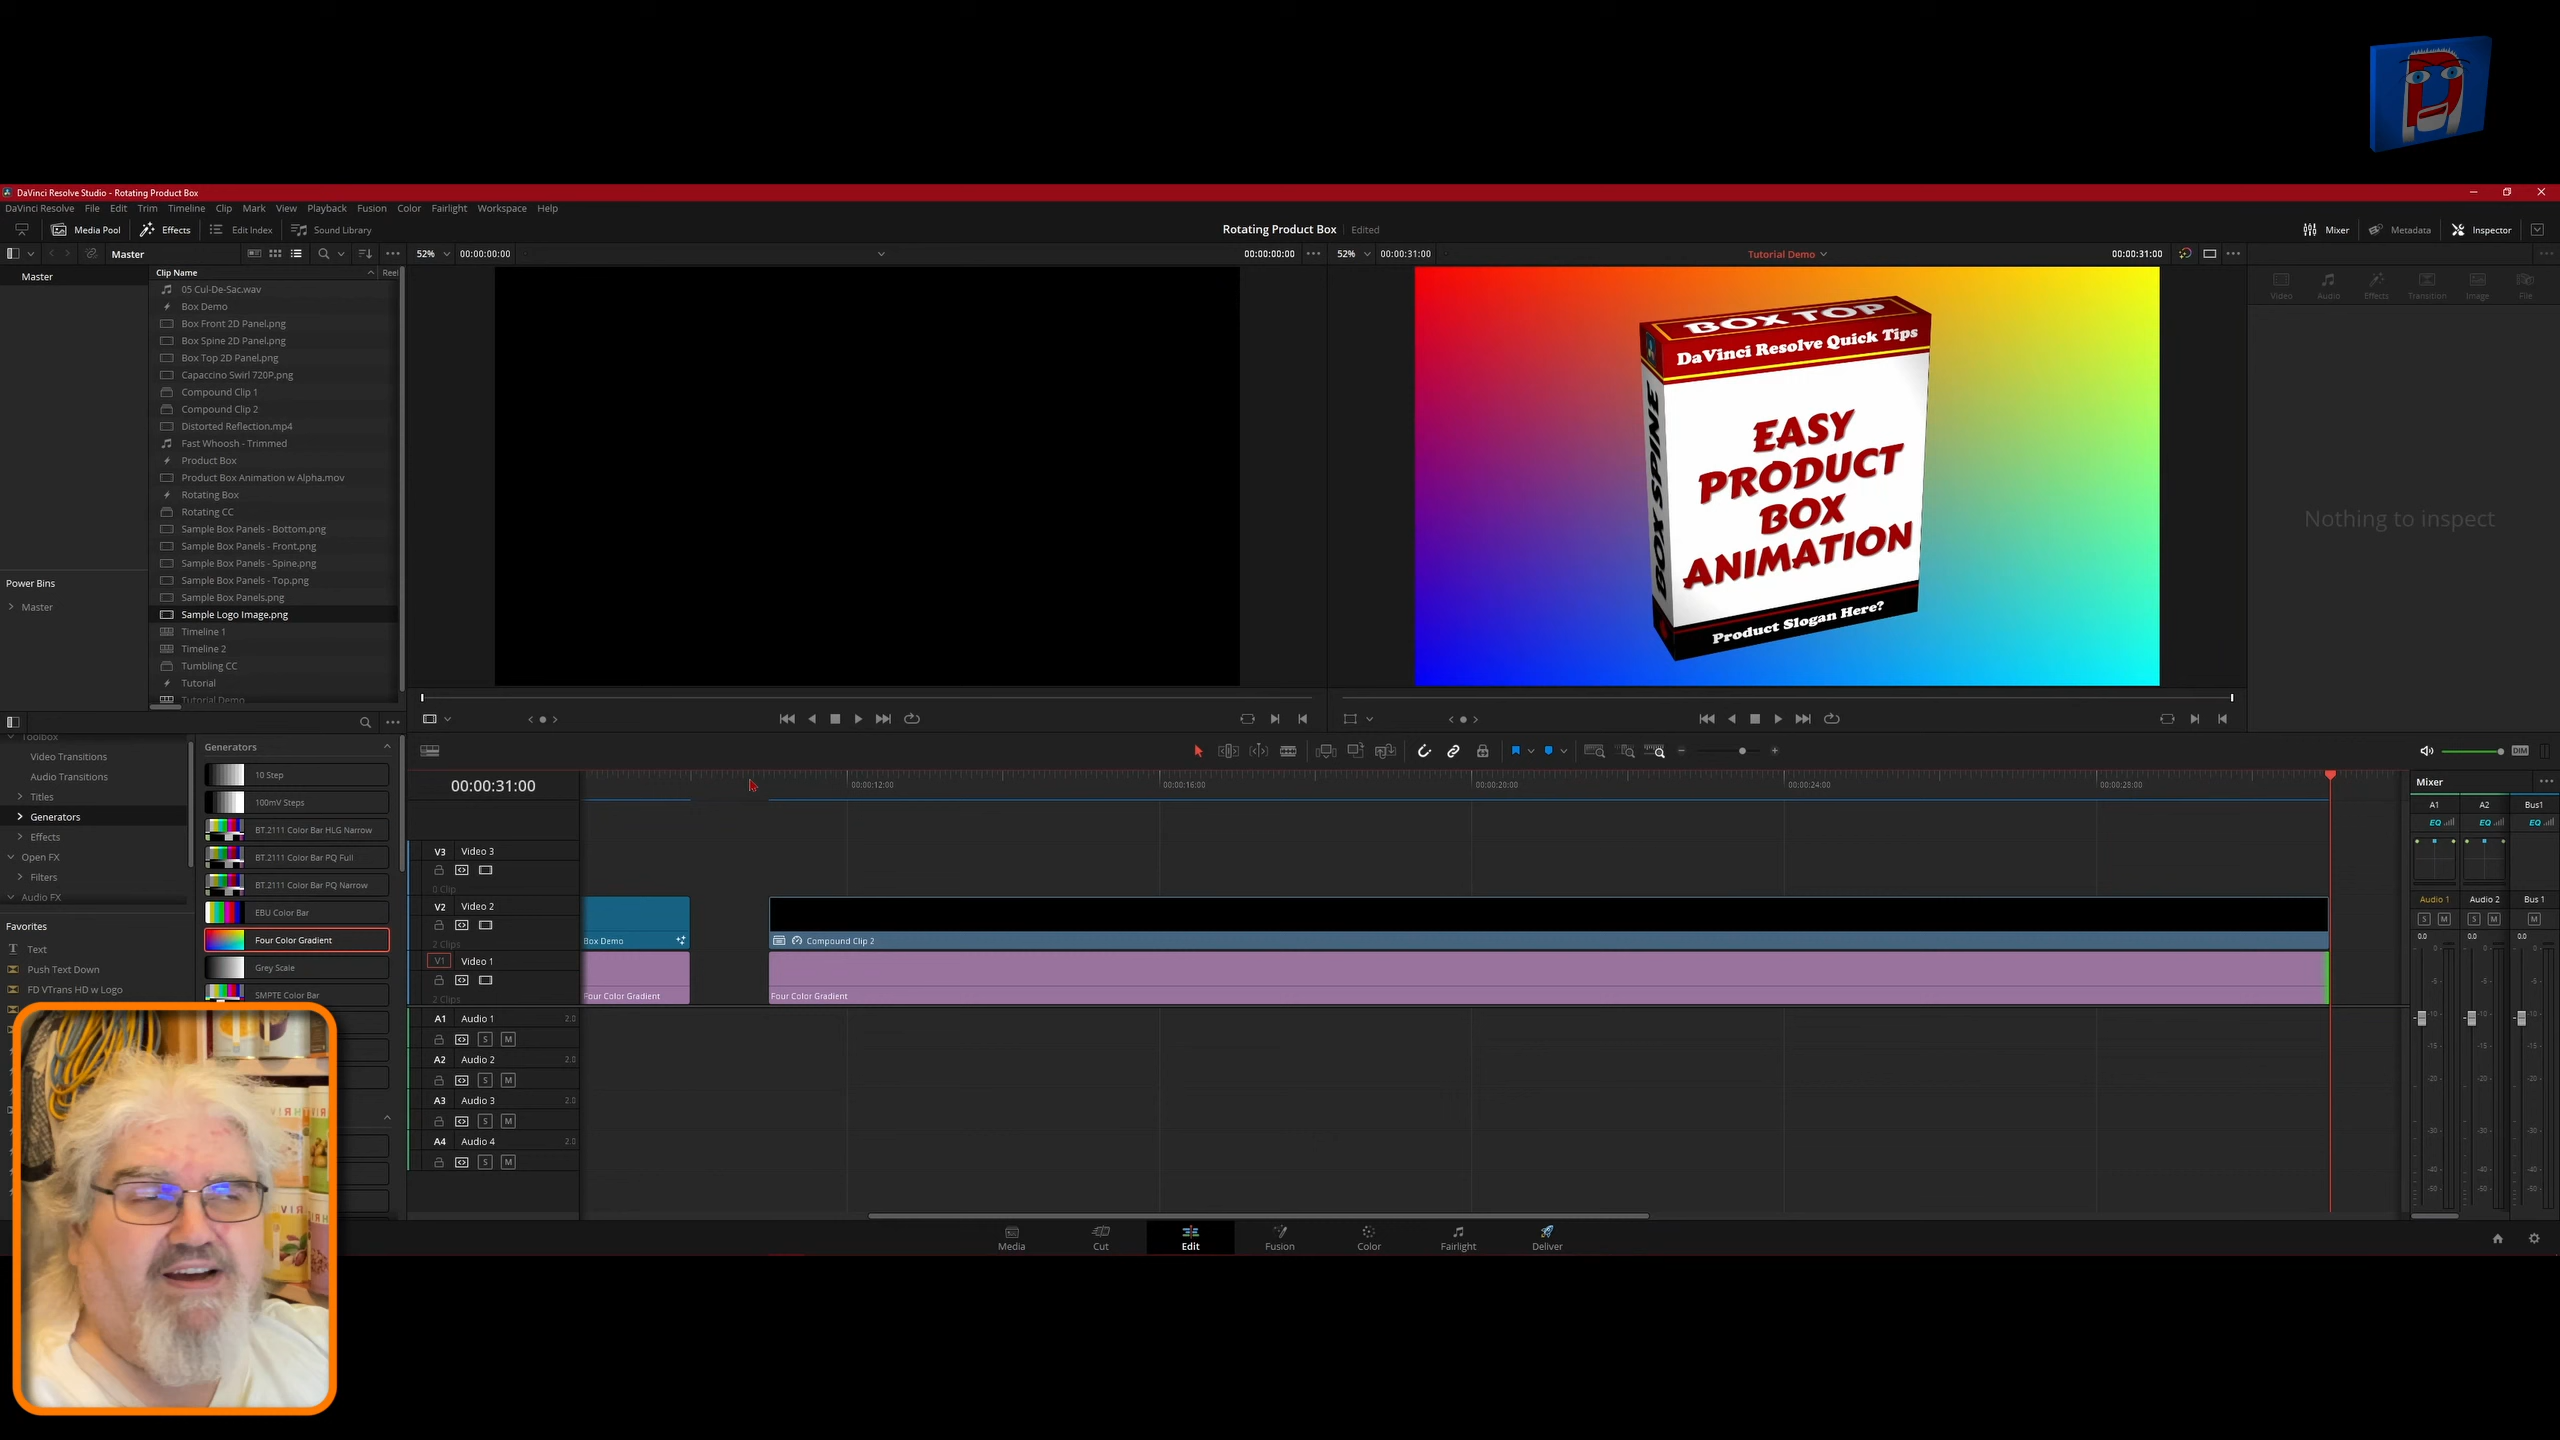 DaVinci Resolve Studio - Rotating Product Box
DaVinci Resolve File Edit Trim Timeline Clip Mark View Playback Fusion Color Fairlight Workspace Help
Media Pool Effects Edit Index Sound Library
Rotating Product Box Edited
Mixer Metadata Inspector
Master
52% 00:00:00:00 00:00:00:00
52% 00:00:31:00 Tutorial Demo 00:00:31:00
Master
Clip Name Reel
05 Cul-De-Sac.wav
Box Demo
Box Front 2D Panel.png
Box Spine 2D Panel.png
Box Top 2D Panel.png
Capaccino Swirl 720P.png
Compound Clip 1
Compound Clip 2
Distorted Reflection.mp4
Fast Whoosh - Trimmed
Product Box
Product Box Animation w Alpha.mov
Rotating Box
Rotating CC
Sample Box Panels - Bottom.png
Sample Box Panels - Front.png
Sample Box Panels - Spine.png
Sample Box Panels - Top.png
Sample Box Panels.png
Sample Logo Image.png
Timeline 1
Timeline 2
Tumbling CC
Tutorial
Tutorial Demo
Power Bins
Master
BOX TOP
DaVinci Resolve Quick Tips
BOX SPINE
EASY
PRODUCT
BOX
ANIMATION
Product Slogan Here?
Video Audio Effects Transition Image File
Nothing to inspect
Toolbox
Video Transitions
Audio Transitions
Titles
Generators
Effects
Open FX
Filters
Audio FX
Favorites
Text
Push Text Down
FD VTrans HD w Logo
Generators
10 Step
100mV Steps
BT.2111 Color Bar HLG Narrow
BT.2111 Color Bar PQ Full
BT.2111 Color Bar PQ Narrow
EBU Color Bar
Four Color Gradient
Grey Scale
SMPTE Color Bar
DIM
00:00:31:00
00:00:12:00 00:00:16:00 00:00:20:00 00:00:24:00 00:00:28:00
V3 Video 3
0 Clip
V2 Video 2
2 Clips
Box Demo
Compound Clip 2
V1 Video 1
2 Clips
Four Color Gradient
Four Color Gradient
A1 Audio 1 2.0
S M
A2 Audio 2 2.0
S M
A3 Audio 3 2.0
S M
A4 Audio 4 2.0
S M
Mixer
A1 A2 Bus1
EQ EQ EQ
Audio 1 Audio 2 Bus 1
S M S M M
0.0 0.0 0.0
Media Cut Edit Fusion Color Fairlight Deliver